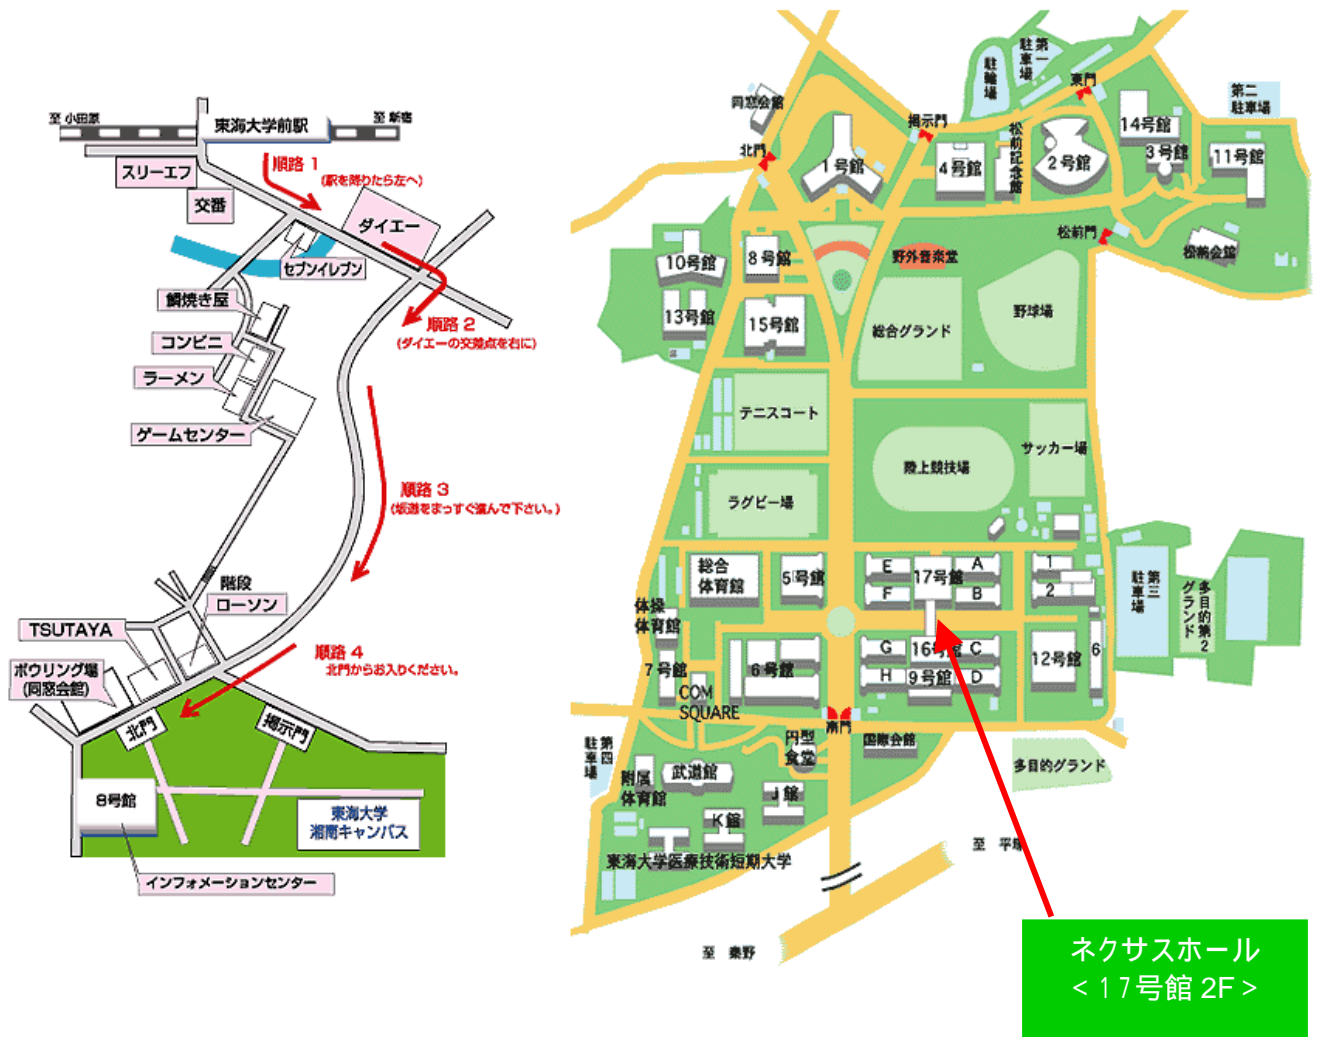 至 小田原
東海大学前駅
至 新宿
スリーエフ
順路 1
(駅を降りたら左へ)
交番
ダイエー
セブンイレブン
鯛焼き屋
順路 2
(ダイエーの交差点を右に)
コンビニ
ラーメン
ゲームセンター
順路 3
(坂道をまっすぐ進んで下さい。)
階段
ローソン
TSUTAYA
ボウリング場
(同窓会館)
順路 4
北門からお入りください。
北門
掲示門
8号館
東海大学
湘南キャンパス
インフォメーションセンター
第一
駐車場
駐輪場
東門
第二
駐車場
同窓会館
掲示門
北門
1号館
4号館
松前記念館
2号館
14号館
3号館
11号館
松前門
松前会館
10号館
8号館
野外音楽堂
13号館
15号館
総合グランド
野球場
テニスコート
サッカー場
陸上競技場
ラグビー場
総合
体育館
5号館
E
17号館
A
F
B
1
2
第三
駐車場
多目的第2
グランド
体操
体育館
7号館
6号館
G
16号館
C
H
9号館
D
12号館
6
COM
SQUARE
南門
第四
駐車場
円型
食堂
国際会館
多目的グランド
附属
体育館
武道館
J館
K館
東海大学医療技術短期大学
至 平塚
至 秦野
ネクサスホール
<17号館 2F>